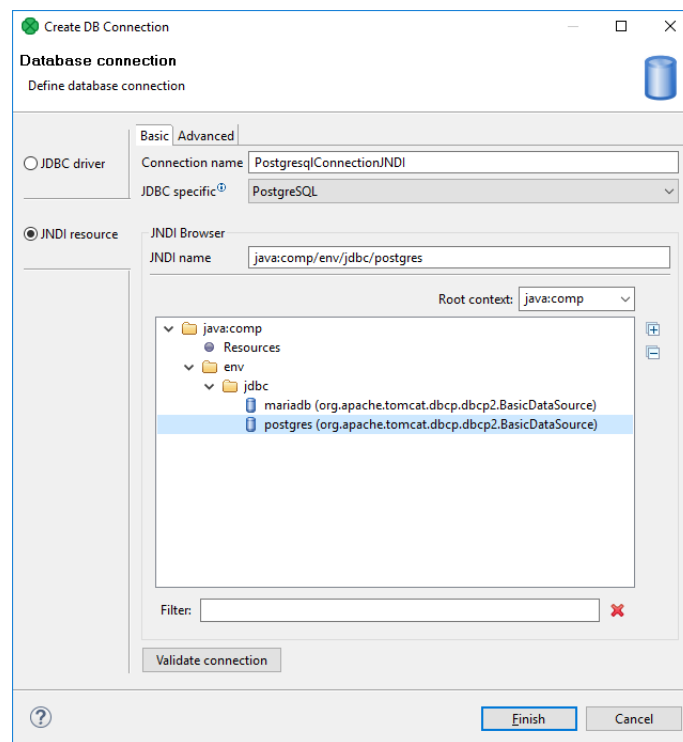 Create DB Connection
Database connection
Define database connection
Basic Advanced
JDBC driver
Connection name PostgresqlConnectionJNDI
JDBC specific PostgreSQL
JNDI resource
JNDI Browser
JNDI name java:comp/env/jdbc/postgres
Root context: java:comp
java:comp
Resources
env
jdbc
mariadb (org.apache.tomcat.dbcp.dbcp2.BasicDataSource)
postgres (org.apache.tomcat.dbcp.dbcp2.BasicDataSource)
Filter:
Validate connection
Finish Cancel